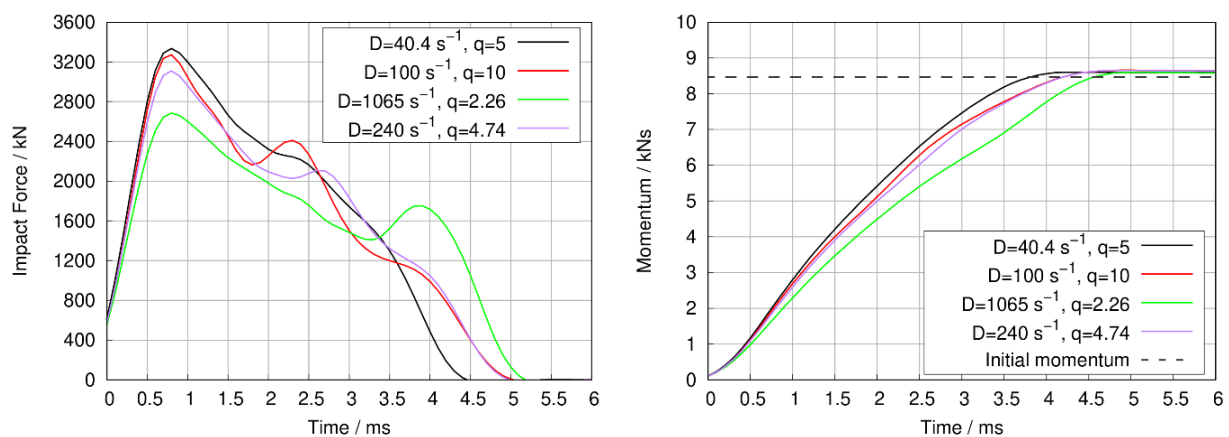 3600
3200
2800
2400
2000
1600
1200
800
400
0
Impact Force / kN
D=40.4 s⁻¹, q=5
D=100 s⁻¹, q=10
D=1065 s⁻¹, q=2.26
D=240 s⁻¹, q=4.74
0 0.5 1 1.5 2 2.5 3 3.5 4 4.5 5 5.5 6
Time / ms
10
9
8
7
6
5
4
3
2
1
0
Momentum / kNs
D=40.4 s⁻¹, q=5
D=100 s⁻¹, q=10
D=1065 s⁻¹, q=2.26
D=240 s⁻¹, q=4.74
Initial momentum
0 0.5 1 1.5 2 2.5 3 3.5 4 4.5 5 5.5 6
Time / ms